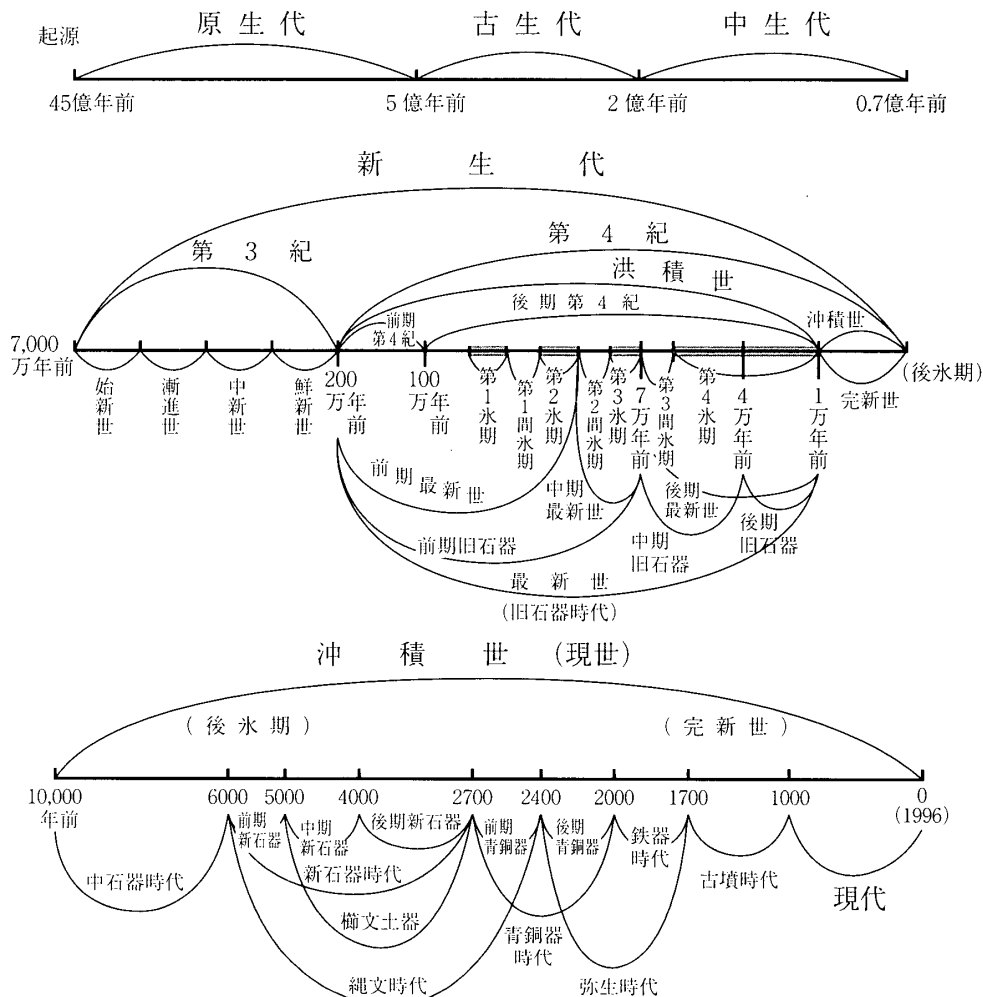 起源 原生代 古生代 中生代
45億年前 5億年前 2億年前 0.7億年前
新生代
第3紀 第4紀
洪積世
後期第4紀
前期
第4紀
沖積世
7,000
万年前
始新世
漸進世
中新世
鮮新世
200
万年前
100
万年前
第1氷期
第1間氷期
第2氷期
第2間氷期
第3氷期
7万年前
第3間氷期
第4氷期
4万年前
1万年前
完新世
(後氷期)
前期最新世
中期
最新世
後期
最新世
前期旧石器
中期
旧石器
後期
旧石器
最新世
(旧石器時代)
沖積世(現世)
(後氷期) (完新世)
10,000
年前
6000 5000 4000 2700 2400 2000 1700 1000 0
(1996)
前期
新石器
中期
新石器
後期新石器
前期
青銅器
後期
青銅器
鉄器
時代
中石器時代
新石器時代
古墳時代
現代
櫛文土器
青銅器
時代
縄文時代
弥生時代